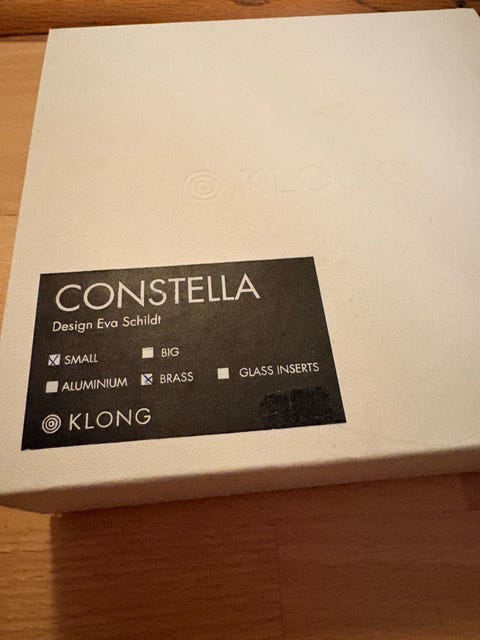 KLONG
CONSTELLA
Design Eva Schildt
SMALL BIG
ALUMINIUM BRASS GLASS INSERTS
KLONG